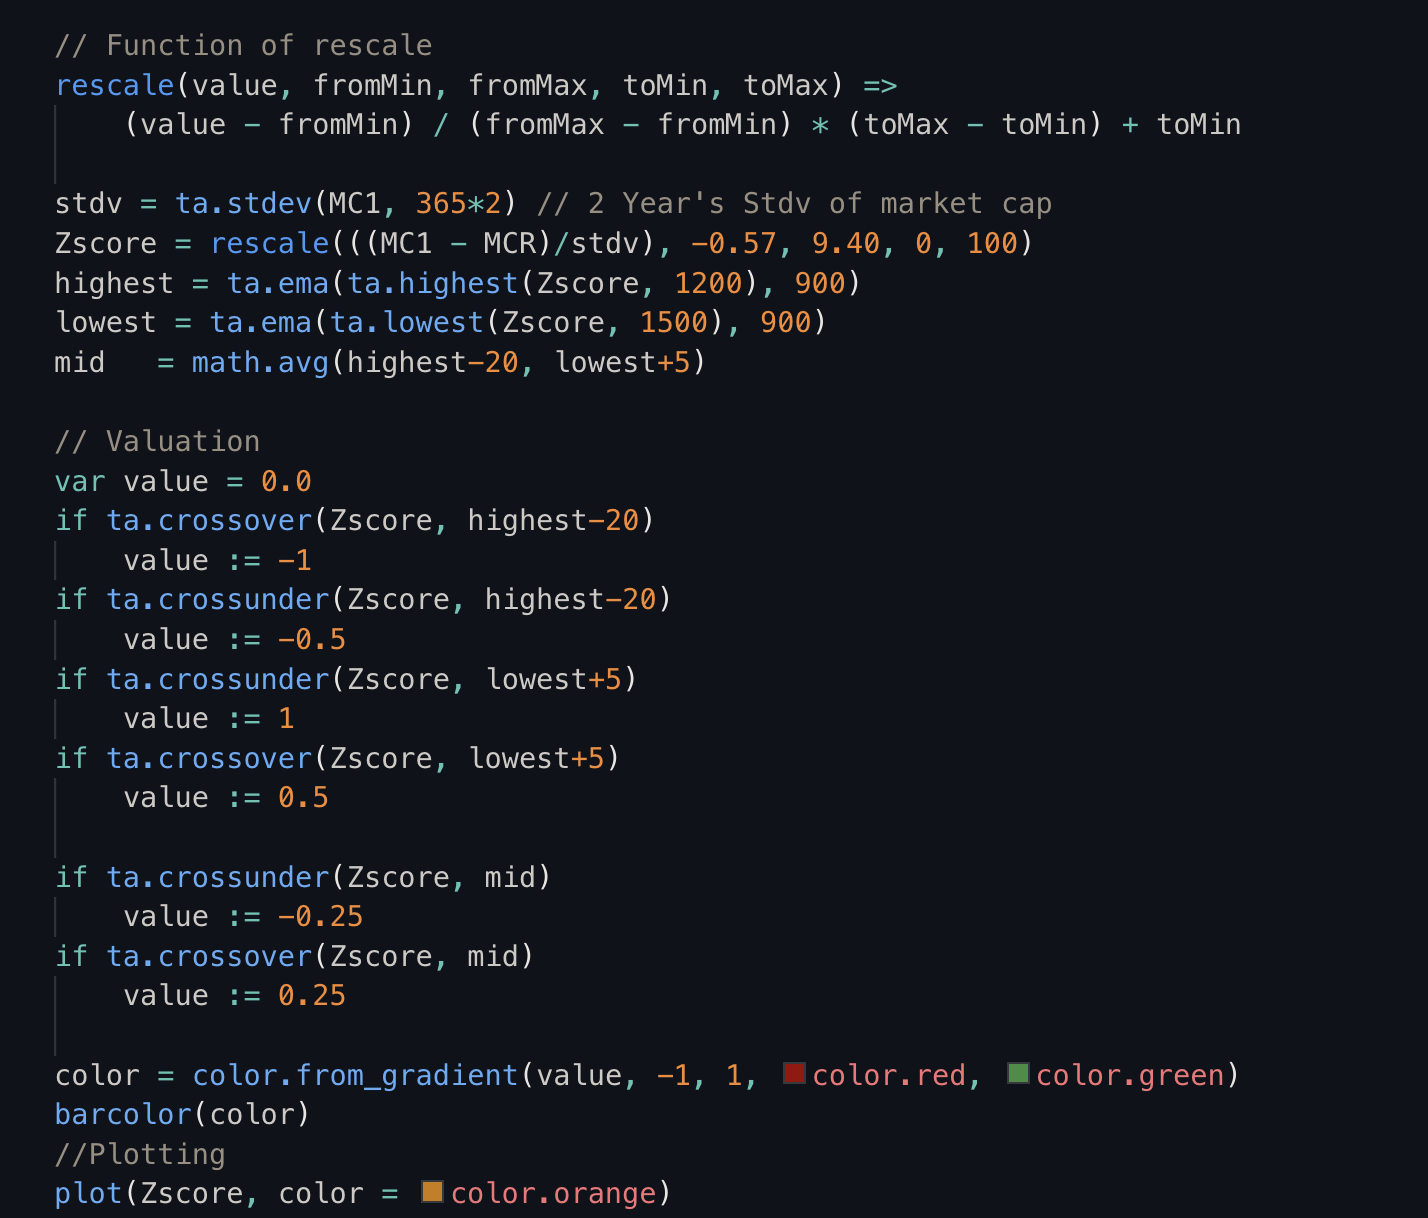 // Function of rescale
rescale(value, fromMin, fromMax, toMin, toMax) =>
    (value - fromMin) / (fromMax - fromMin) * (toMax - toMin) + toMin
stdv = ta.stdev(MC1, 365*2) // 2 Year's Stdv of market cap
Zscore = rescale(((MC1 - MCR)/stdv), -0.57, 9.40, 0, 100)
highest = ta.ema(ta.highest(Zscore, 1200), 900)
lowest = ta.ema(ta.lowest(Zscore, 1500), 900)
mid   = math.avg(highest-20, lowest+5)
// Valuation
var value = 0.0
if ta.crossover(Zscore, highest-20)
    value := -1
if ta.crossunder(Zscore, highest-20)
    value := -0.5
if ta.crossunder(Zscore, lowest+5)
    value := 1
if ta.crossover(Zscore, lowest+5)
    value := 0.5
if ta.crossunder(Zscore, mid)
    value := -0.25
if ta.crossover(Zscore, mid)
    value := 0.25
color = color.from_gradient(value, -1, 1, color.red, color.green)
barcolor(color)
//Plotting
plot(Zscore, color = color.orange)